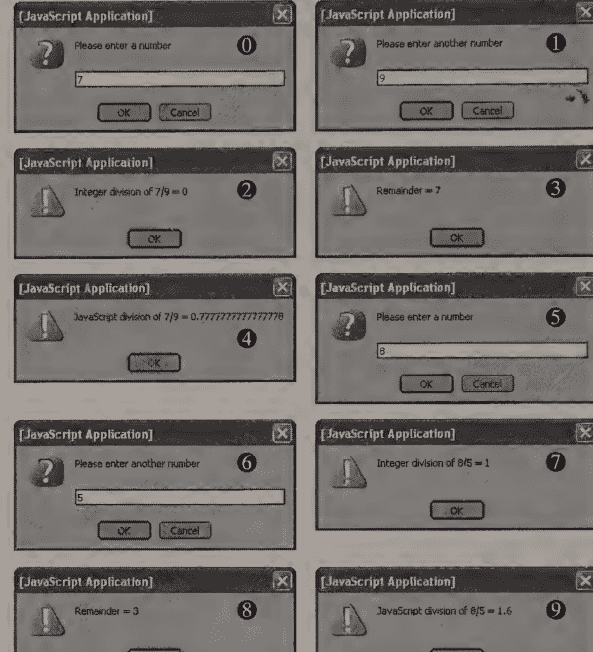 [JavaScript Application]
Please enter a number
0
7
OK Cancel
[JavaScript Application]
Please enter another number
1
9
OK Cancel
[JavaScript Application]
Integer division of 7/9 = 0
2
OK
[JavaScript Application]
Remainder = 7
3
OK
[JavaScript Application]
JavaScript division of 7/9 = 0.7777777777777778
4
OK
[JavaScript Application]
Please enter a number
5
8
OK Cancel
[JavaScript Application]
Please enter another number
6
5
OK Cancel
[JavaScript Application]
Integer division of 8/5 = 1
7
OK
[JavaScript Application]
Remainder = 3
8
[JavaScript Application]
JavaScript division of 8/5 = 1.6
9